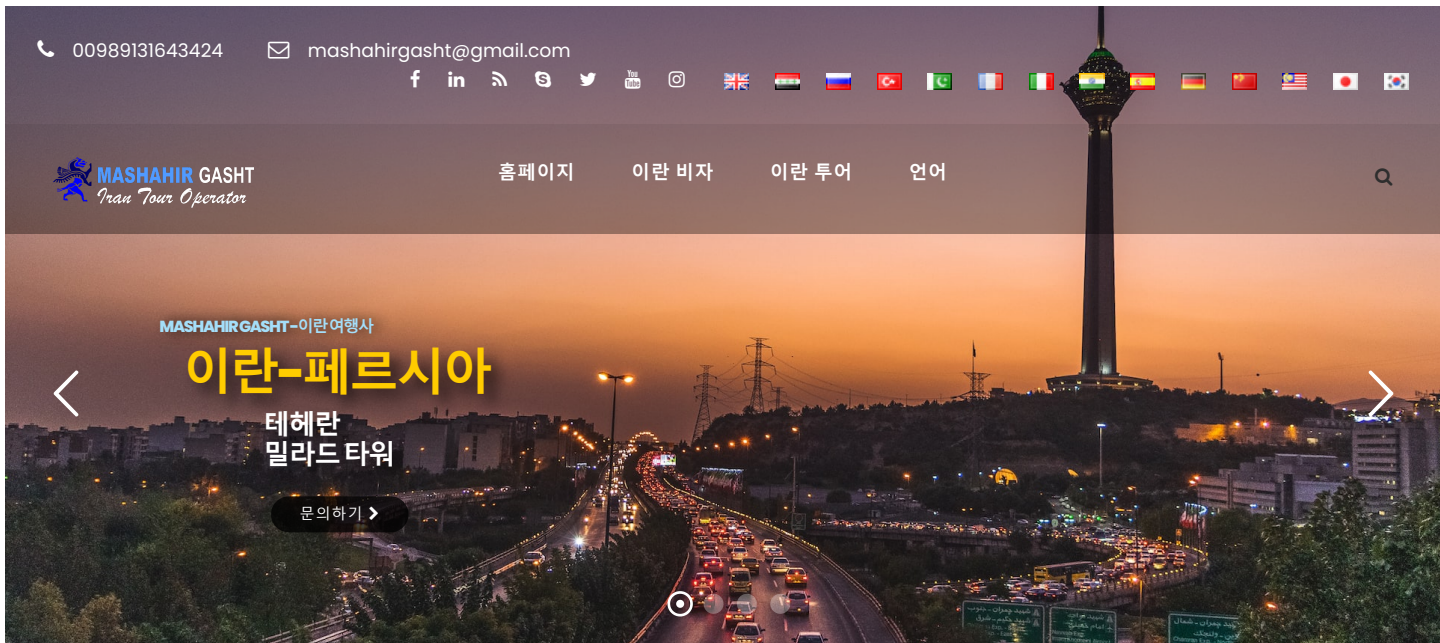 00989131643424
mashahirgasht@gmail.com
홈페이지
이란 비자
이란 투어
언어
MASHAHIR GASHT
Iran Tour Operator
MASHAHIR GASHT - 이란 여행사
이란-페르시아
테헤란
밀라드 타워
문의하기